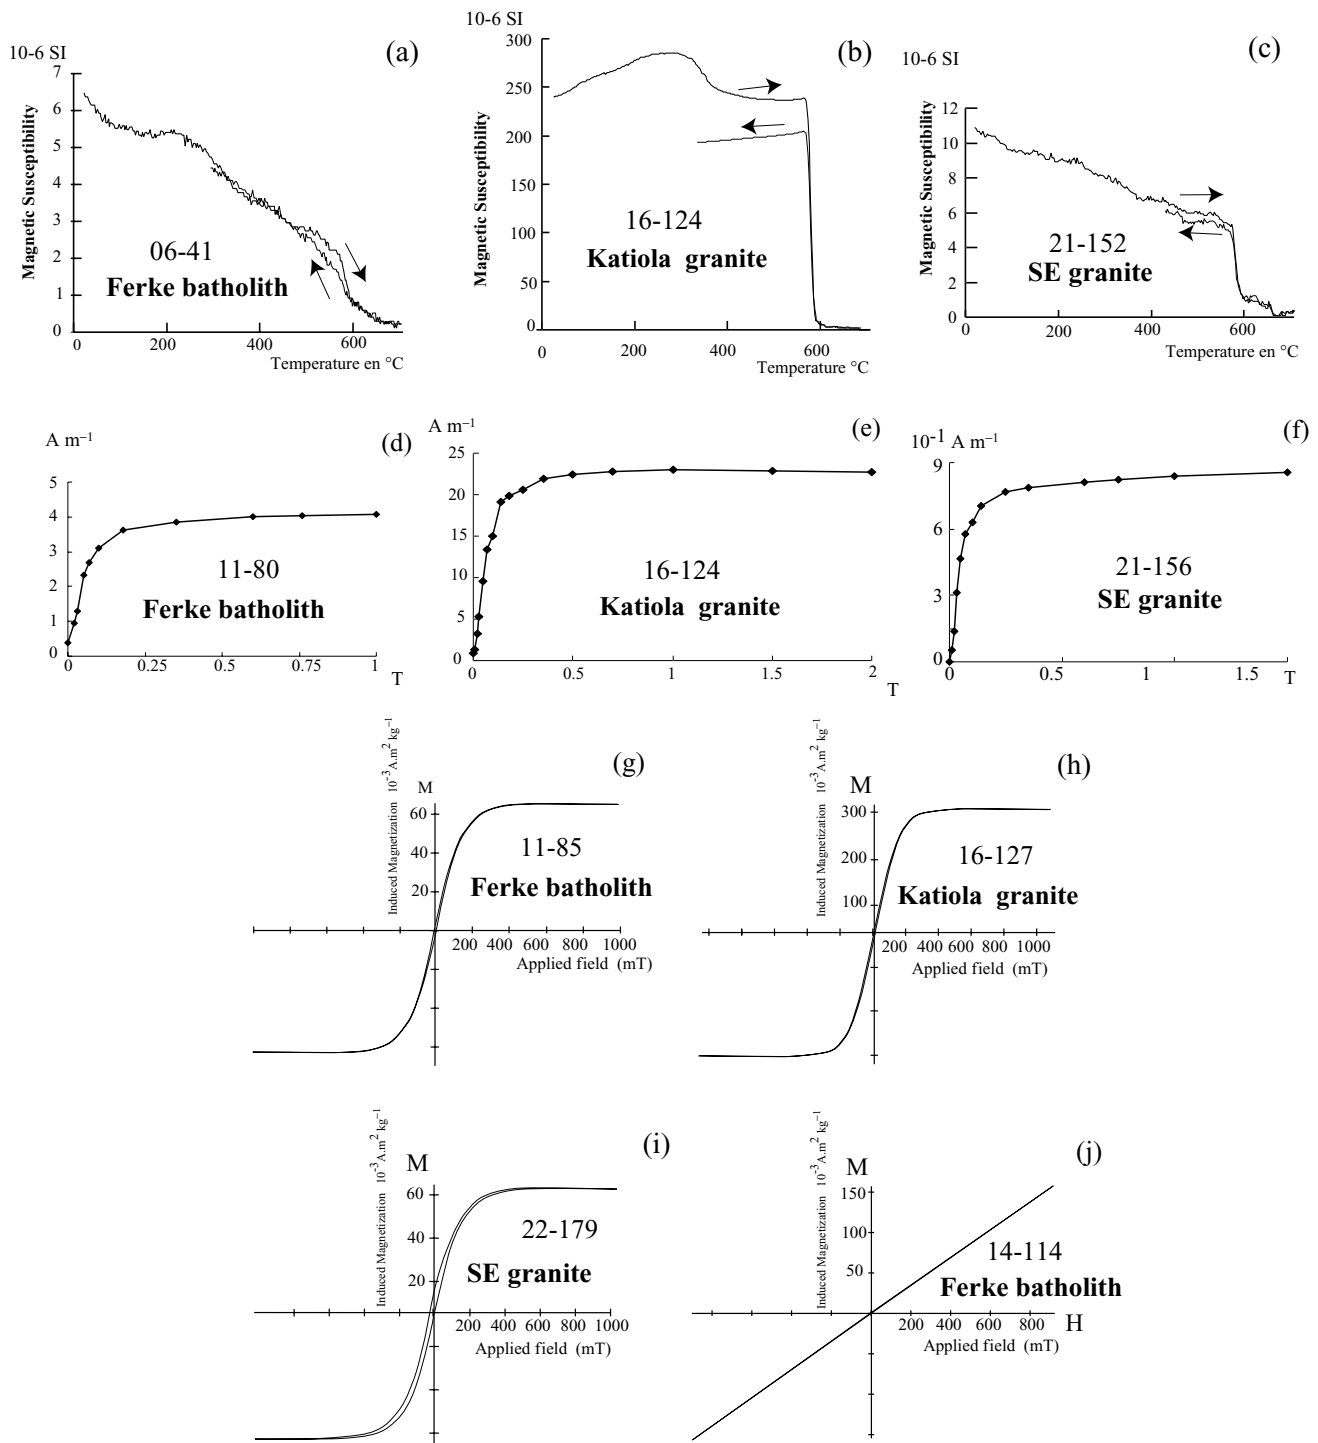 10-6 SI
(a)
Magnetic Susceptibility
7
6
5
4
3
2
1
0
06-41
Ferke batholith
0 200 400 600
Temperature en °C
10-6 SI
(b)
Magnetic Susceptibility
300
250
200
150
100
50
0
16-124
Katiola granite
0 200 400 600
Temperature °C
10-6 SI
(c)
Magnetic Susceptibility
12
10
8
6
4
2
0
21-152
SE granite
0 200 400 600
Temperature en °C
A m⁻¹
(d)
5
4
3
2
1
0
11-80
Ferke batholith
0 0.25 0.5 0.75 1
T
A m⁻¹
(e)
25
20
15
10
5
0
16-124
Katiola granite
0 0.5 1 1.5 2
T
10⁻¹ A m⁻¹
(f)
9
6
3
0
21-156
SE granite
0 0.5 1 1.5
T
Induced Magnetization 10⁻³A.m² kg⁻¹
M
(g)
60
40
20
11-85
Ferke batholith
200 400 600 800 1000
Applied field (mT)
Induced Magnetization 10⁻³A.m² kg⁻¹
M
(h)
300
200
100
16-127
Katiola granite
200 400 600 800 1000
Applied field (mT)
Induced Magnetization 10⁻³A.m² kg⁻¹
M
(i)
60
40
20
22-179
SE granite
200 400 600 800 1000
Applied field (mT)
Induced Magnetization 10⁻³A.m² kg⁻¹
M
(j)
150
100
50
14-114
Ferke batholith
200 400 600 800 H
Applied field (mT)